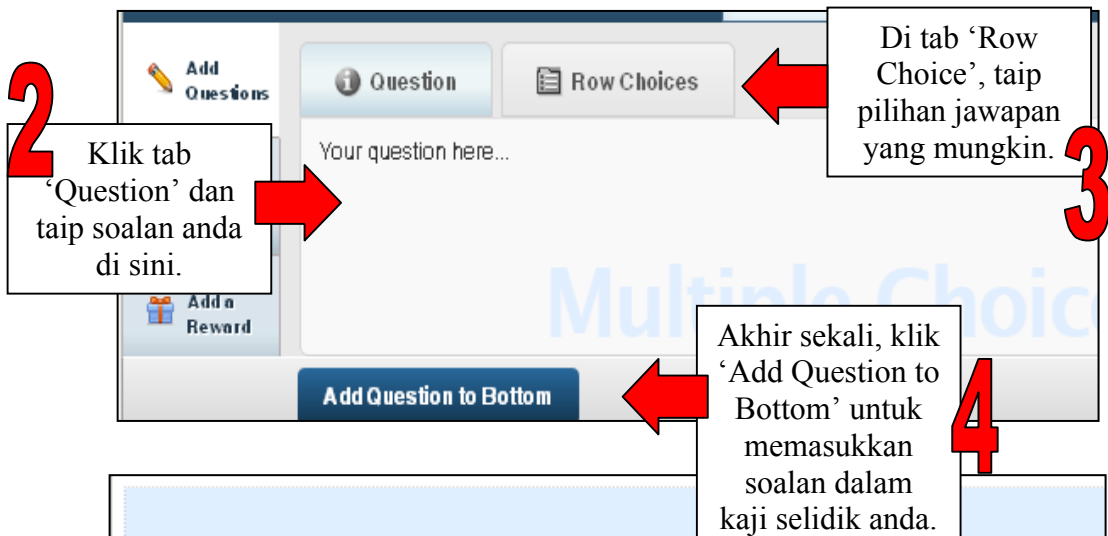 Add
Questions
Question
Row Choices
Di tab ‘Row
Choice’, taip
pilihan jawapan
yang mungkin.
3
2
Klik tab
‘Question’ dan
taip soalan anda
di sini.
Your question here...
Add a
Reward
Multiple Choice
Akhir sekali, klik
‘Add Question to
Bottom’ untuk
memasukkan
soalan dalam
kaji selidik anda.
4
Add Question to Bottom